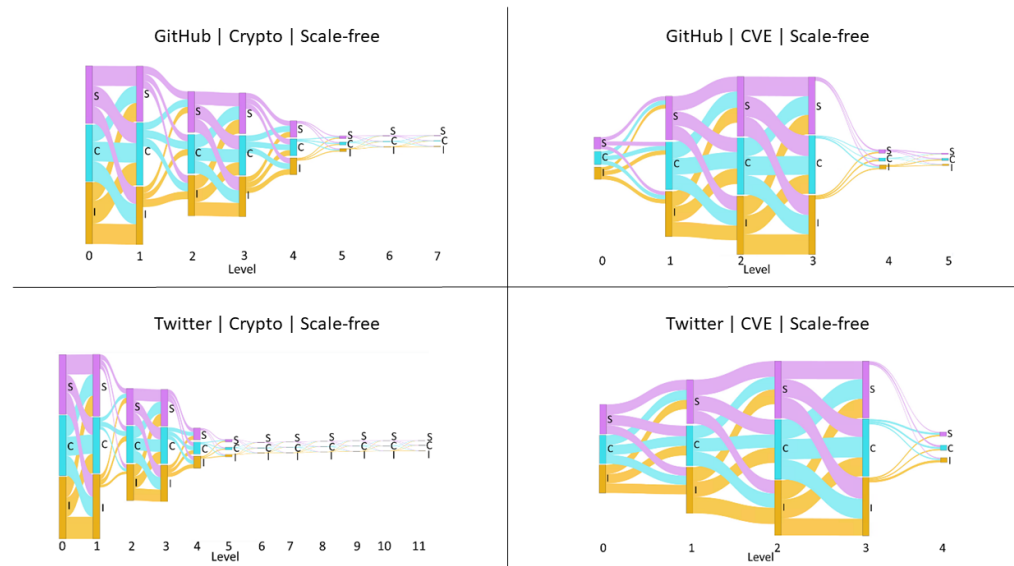 GitHub | Crypto | Scale-free
S S S S S S S S
C C C C C C C C
I I I I I I I I
0 1 2 3 4 5 6 7
Level
GitHub | CVE | Scale-free
S S S S S S
C C C C C C
I I I I I I
0 1 2 3 4 5
Level
Twitter | Crypto | Scale-free
S S S S S S S S S S S S
C C C C C C C C C C C C
I I I I I I I I I I I I
0 1 2 3 4 5 6 7 8 9 10 11
Level
Twitter | CVE | Scale-free
S S S S S
C C C C C
I I I I I
0 1 2 3 4
Level